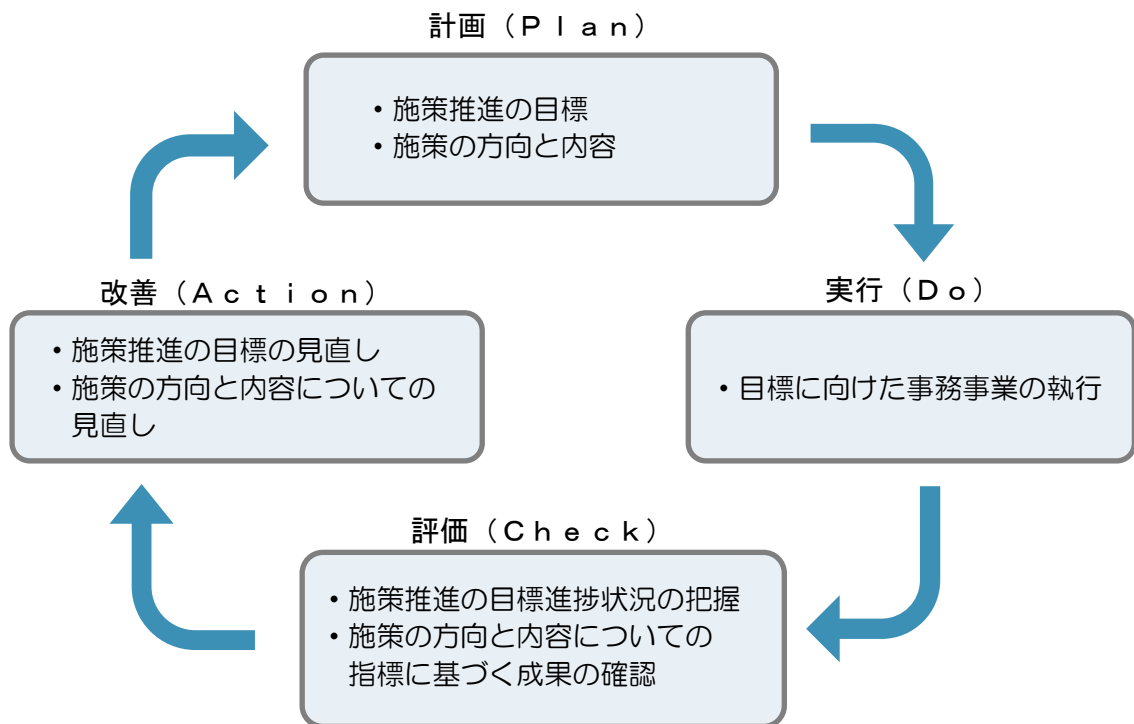 計画（Ｐｌａｎ）
・施策推進の目標
・施策の方向と内容
実行（Ｄｏ）
・目標に向けた事務事業の執行
評価（Ｃｈｅｃｋ）
・施策推進の目標進捗状況の把握
・施策の方向と内容についての
指標に基づく成果の確認
改善（Ａｃｔｉｏｎ）
・施策推進の目標の見直し
・施策の方向と内容についての
見直し